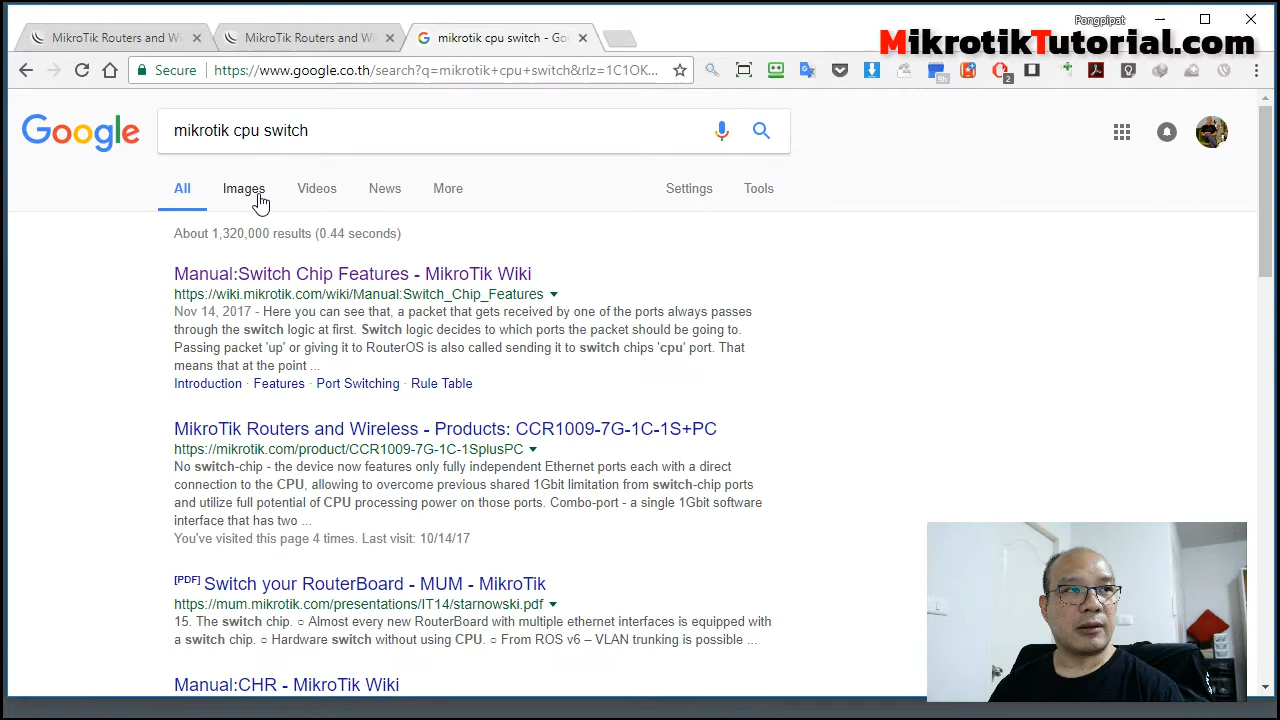 Pongpipat
MikroTik Routers and Wi
MikroTik Routers and Wi
mikrotik cpu switch - Go
MikrotikTutorial.com
Secure
https://www.google.co.th/search?q=mikrotik+cpu+switch&rlz=1C1OK...
9h
2
Google
mikrotik cpu switch
All
Images
Videos
News
More
Settings
Tools
About 1,320,000 results (0.44 seconds)
Manual:Switch Chip Features - MikroTik Wiki
https://wiki.mikrotik.com/wiki/Manual:Switch_Chip_Features
Nov 14, 2017 - Here you can see that, a packet that gets received by one of the ports always passes
through the switch logic at first. Switch logic decides to which ports the packet should be going to.
Passing packet 'up' or giving it to RouterOS is also called sending it to switch chips 'cpu' port. That
means that at the point ...
Introduction · Features · Port Switching · Rule Table
MikroTik Routers and Wireless - Products: CCR1009-7G-1C-1S+PC
https://mikrotik.com/product/CCR1009-7G-1C-1SplusPC
No switch-chip - the device now features only fully independent Ethernet ports each with a direct
connection to the CPU, allowing to overcome previous shared 1Gbit limitation from switch-chip ports
and utilize full potential of CPU processing power on those ports. Combo-port - a single 1Gbit software
interface that has two ...
You've visited this page 4 times. Last visit: 10/14/17
[PDF] Switch your RouterBoard - MUM - MikroTik
https://mum.mikrotik.com/presentations/IT14/starnowski.pdf
15. The switch chip. ○ Almost every new RouterBoard with multiple ethernet interfaces is equipped with
a switch chip. ○ Hardware switch without using CPU. ○ From ROS v6 – VLAN trunking is possible ...
Manual:CHR - MikroTik Wiki